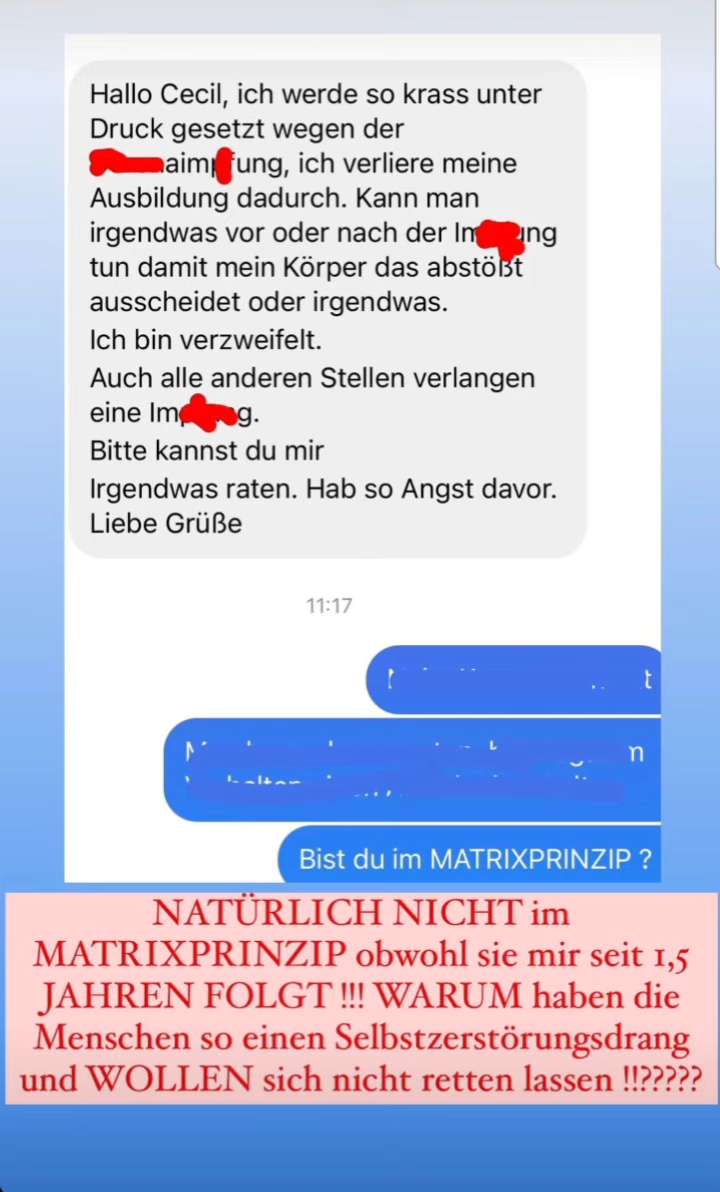 Hallo Cecil, ich werde so krass unter
Druck gesetzt wegen der
ich verliere meine
Ausbildung dadurch. Kann man
irgendwas vor oder nach der
tun damit mein Körper das abstößt
ausscheidet oder irgendwas.
Ich bin verzweifelt.
Auch alle anderen Stellen verlangen
eine
Bitte kannst du mir
Irgendwas raten. Hab so Angst davor.
Liebe Grüße
11:17
Bist du im MATRIXPRINZIP ?
NATÜRLICH NICHT im
MATRIXPRINZIP obwohl sie mir seit 1,5
JAHREN FOLGT !!! WARUM haben die
Menschen so einen Selbstzerstörungsdrang
und WOLLEN sich nicht retten lassen !!?????